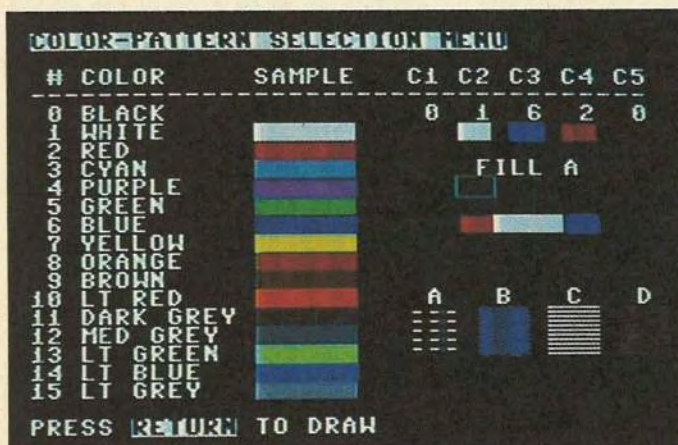 COLOR-PATTERN SELECTION MENU
# COLOR SAMPLE C1 C2 C3 C4 C5
0 BLACK 0 1 6 2 0
1 WHITE
2 RED
3 CYAN FILL A
4 PURPLE
5 GREEN
6 BLUE
7 YELLOW
8 ORANGE
9 BROWN
10 LT RED A B C D
11 DARK GREY
12 MED GREY
13 LT GREEN
14 LT BLUE
15 LT GREY
PRESS RETURN TO DRAW